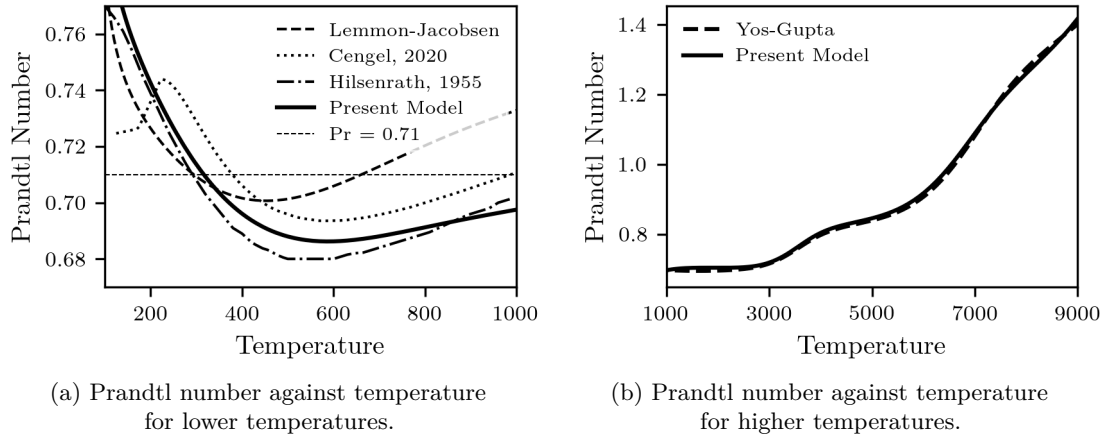 0.76
0.74
0.72
0.70
0.68
Prandtl Number
Lemmon-Jacobsen
Cengel, 2020
Hilsenrath, 1955
Present Model
Pr = 0.71
200
400
600
800
1000
Temperature
(a) Prandtl number against temperature
for lower temperatures.
1.4
1.2
1.0
0.8
Prandtl Number
Yos-Gupta
Present Model
1000
3000
5000
7000
9000
Temperature
(b) Prandtl number against temperature
for higher temperatures.